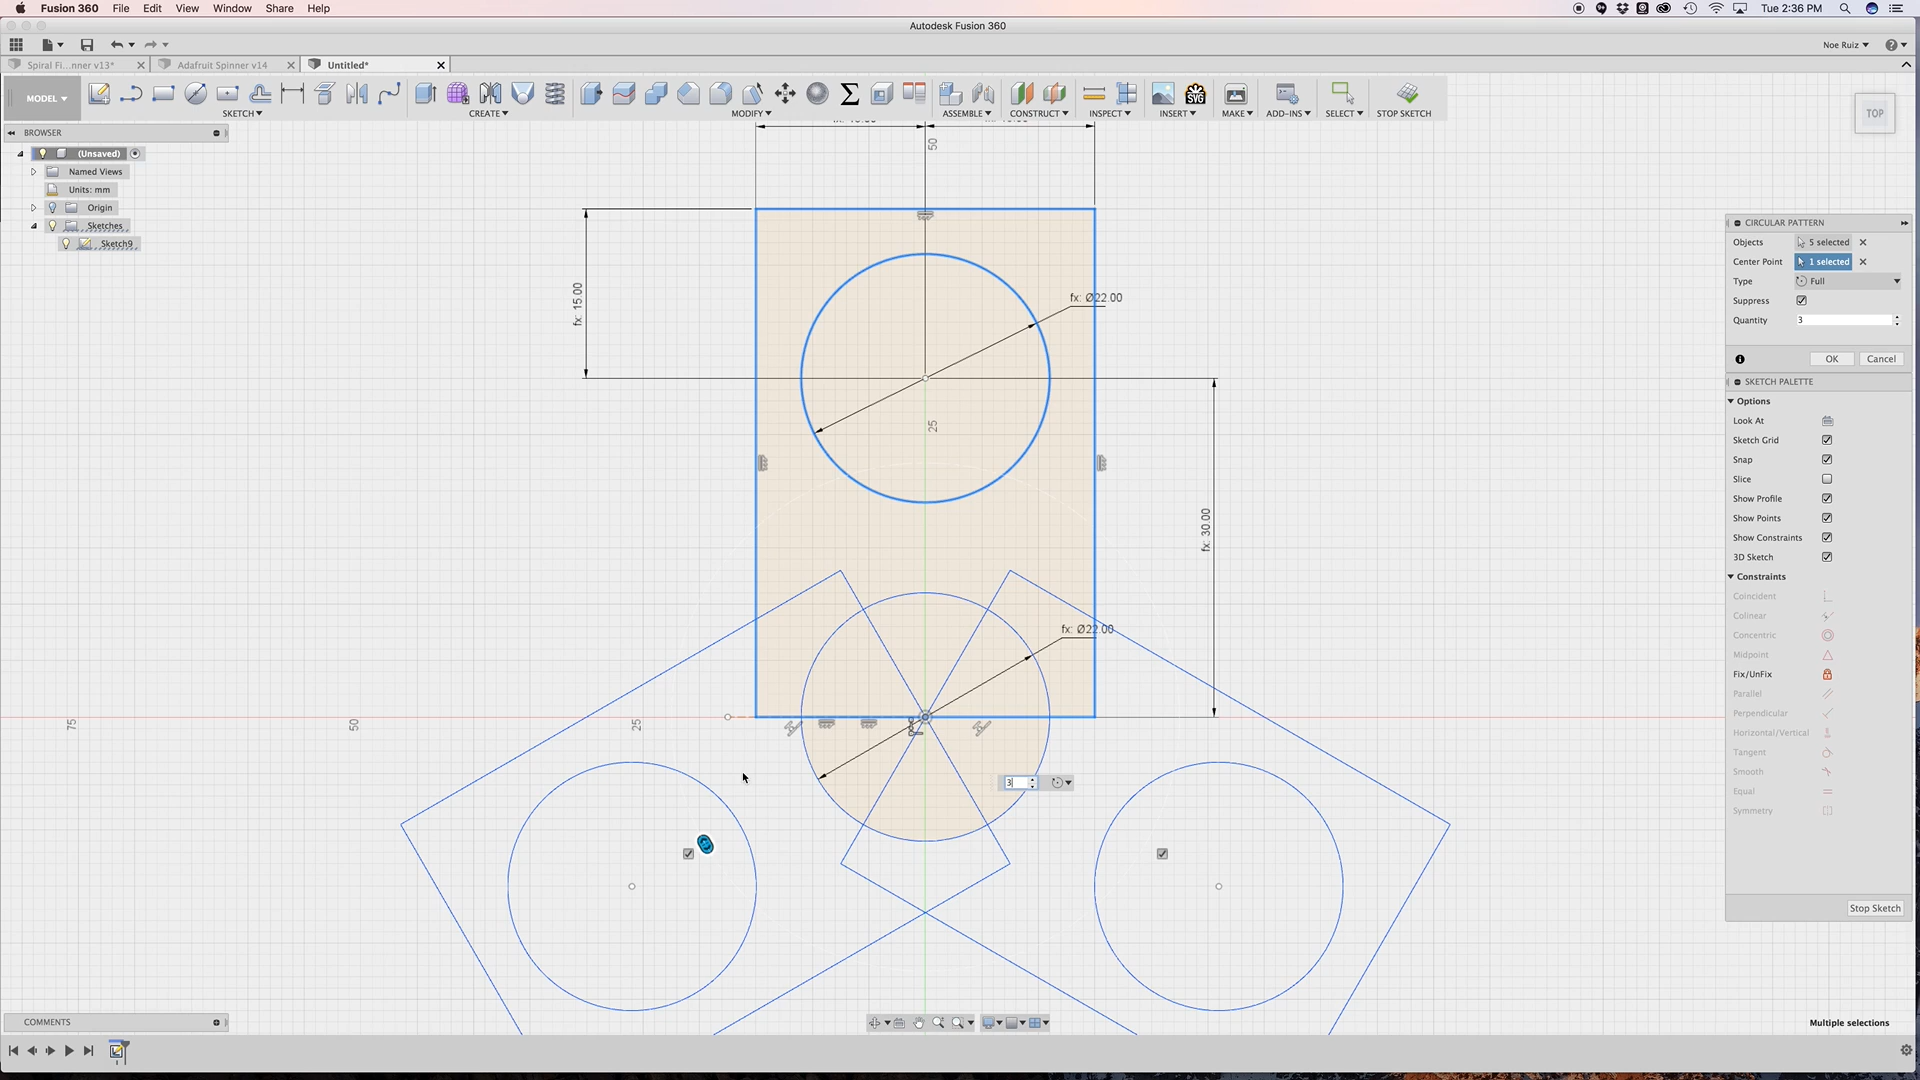 Fusion 360 File Edit View Window Share Help
Tue 2:36 PM
Autodesk Fusion 360
Noe Ruiz
Spiral Fi...nner v13*
Adafruit Spinner v14
Untitled*
MODEL
SKETCH
CREATE
MODIFY
ASSEMBLE
CONSTRUCT
INSPECT
INSERT
MAKE
ADD-INS
SELECT
STOP SKETCH
SVG
TOP
BROWSER
(Unsaved)
Named Views
Units: mm
Origin
Sketches
Sketch9
50
fx: 15.00
fx: Ø22.00
25
fx: 30.00
fx: Ø22.00
75
50
25
3
CIRCULAR PATTERN
Objects 5 selected
Center Point 1 selected
Type Full
Suppress
Quantity 3
OK Cancel
SKETCH PALETTE
Options
Look At
Sketch Grid
Snap
Slice
Show Profile
Show Points
Show Constraints
3D Sketch
Constraints
Coincident
Colinear
Concentric
Midpoint
Fix/UnFix
Parallel
Perpendicular
Horizontal/Vertical
Tangent
Smooth
Equal
Symmetry
Stop Sketch
COMMENTS
Multiple selections